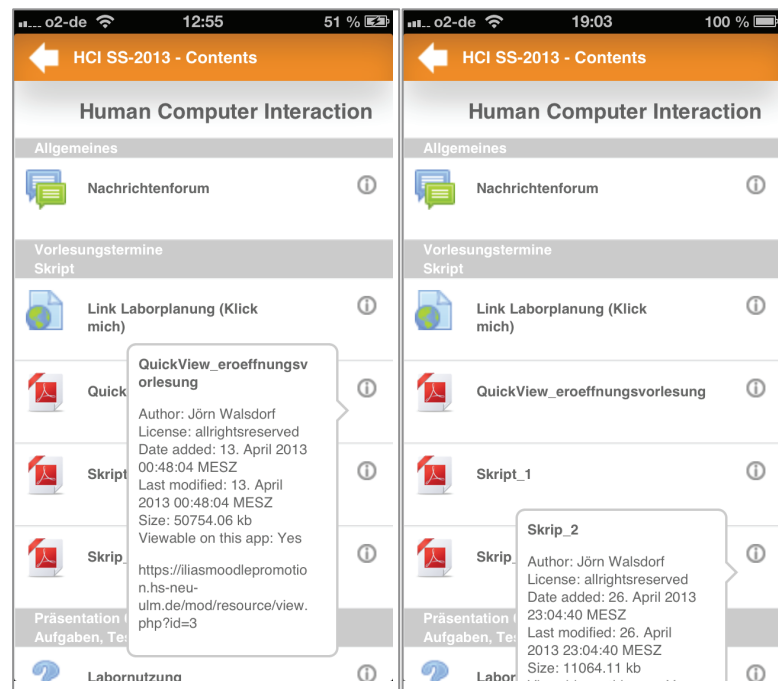 o2-de 12:55 51 %
HCI SS-2013 - Contents
Human Computer Interaction
Allgemeines
Nachrichtenforum
Vorlesungstermine
Skript
Link Laborplanung (Klick
mich)
Quick
Skript
Skrip_
QuickView_eroeffnungsv
orlesung
Author: Jörn Walsdorf
License: allrightsreserved
Date added: 13. April 2013
00:48:04 MESZ
Last modified: 13. April
2013 00:48:04 MESZ
Size: 50754.06 kb
Viewable on this app: Yes
https://iliasmoodlepromotio
n.hs-neu-
ulm.de/mod/resource/view.
php?id=3
Präsentation
Aufgaben, Te
Labornutzung
o2-de 19:03 100 %
HCI SS-2013 - Contents
Human Computer Interaction
Allgemeines
Nachrichtenforum
Vorlesungstermine
Skript
Link Laborplanung (Klick
mich)
QuickView_eroeffnungsvorlesung
Skript_1
Skrip_
Skrip_2
Author: Jörn Walsdorf
License: allrightsreserved
Date added: 26. April 2013
23:04:40 MESZ
Last modified: 26. April
2013 23:04:40 MESZ
Size: 11064.11 kb
Präsentation
Aufgaben, Te
Labor